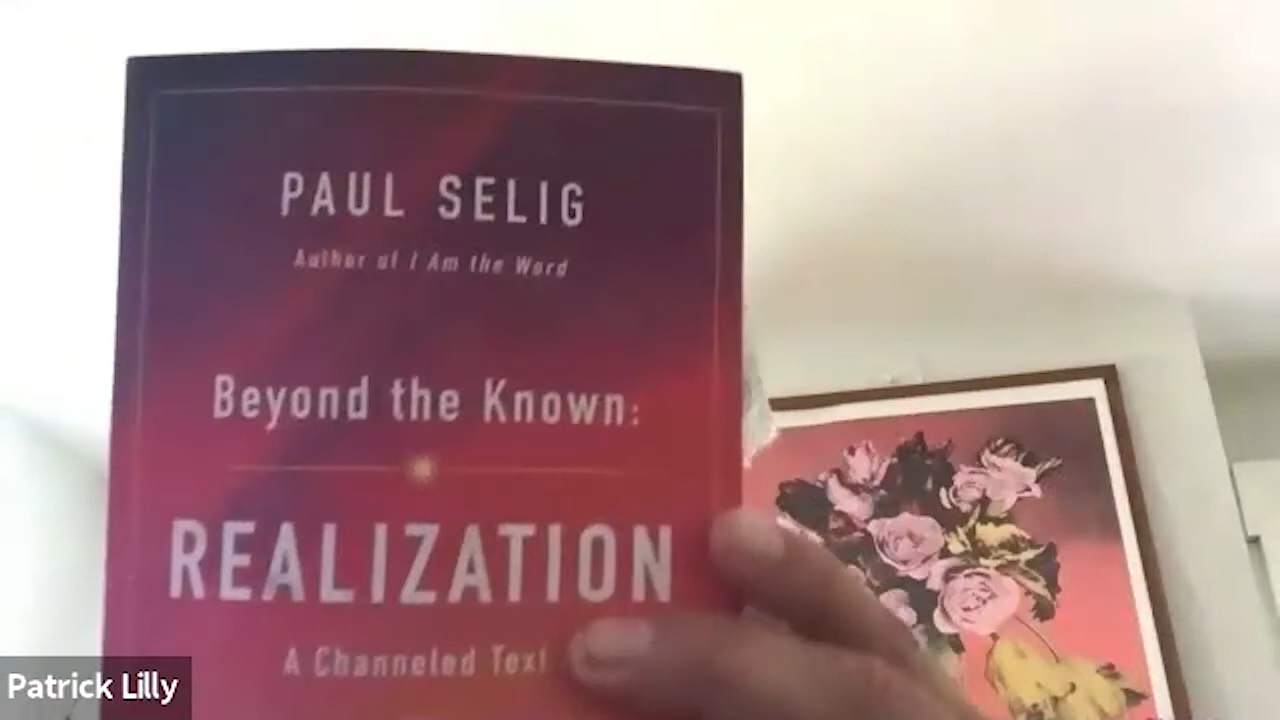 PAUL SELIG
Author of I Am the Word
Beyond the Known:
REALIZATION
A Channeled Text
Patrick Lilly